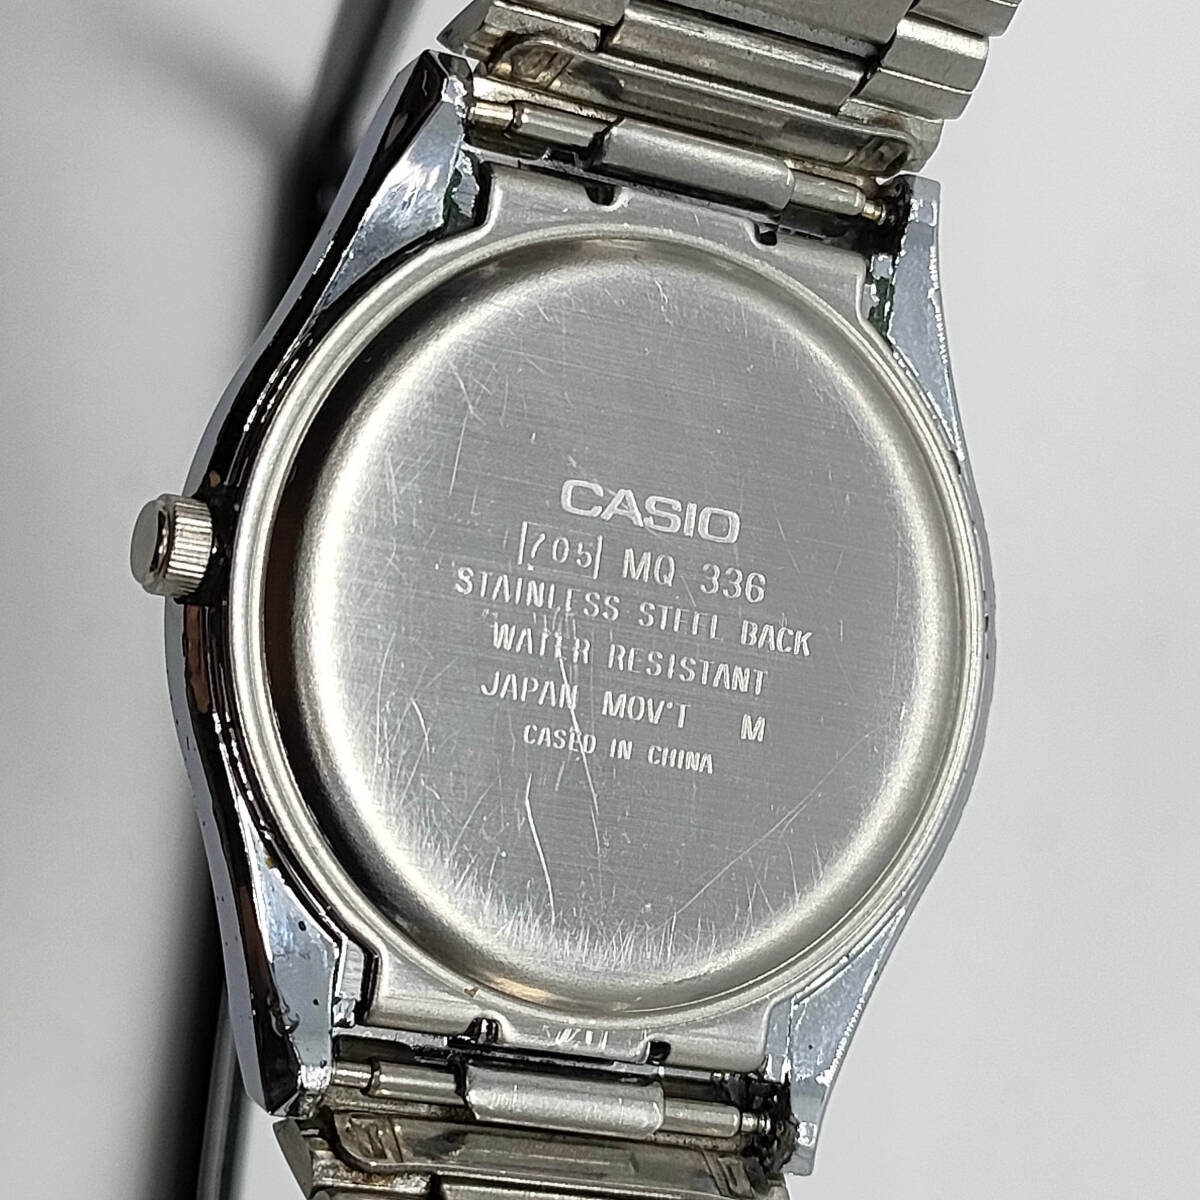 CASIO
705 MQ 336
STAINLESS STEEL BACK
WATER RESISTANT
JAPAN MOV'T M
CASED IN CHINA